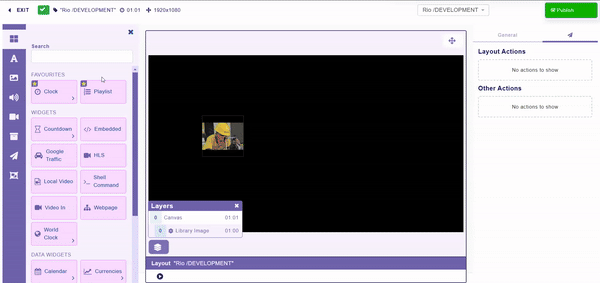 EXIT
"Rio /DEVELOPMENT"
01:01
1920x1080
Rio /DEVELOPMENT
Publish
Search
FAVOURITES
Clock
Playlist
WIDGETS
Countdown
Embedded
Google Traffic
HLS
Local Video
Shell Command
Video In
Webpage
World Clock
DATA WIDGETS
Calendar
Currencies
Layers
0 Canvas 01:01
0 Library Image 01:00
Layout "Rio /DEVELOPMENT"
General
Layout Actions
No actions to show
Other Actions
No actions to show